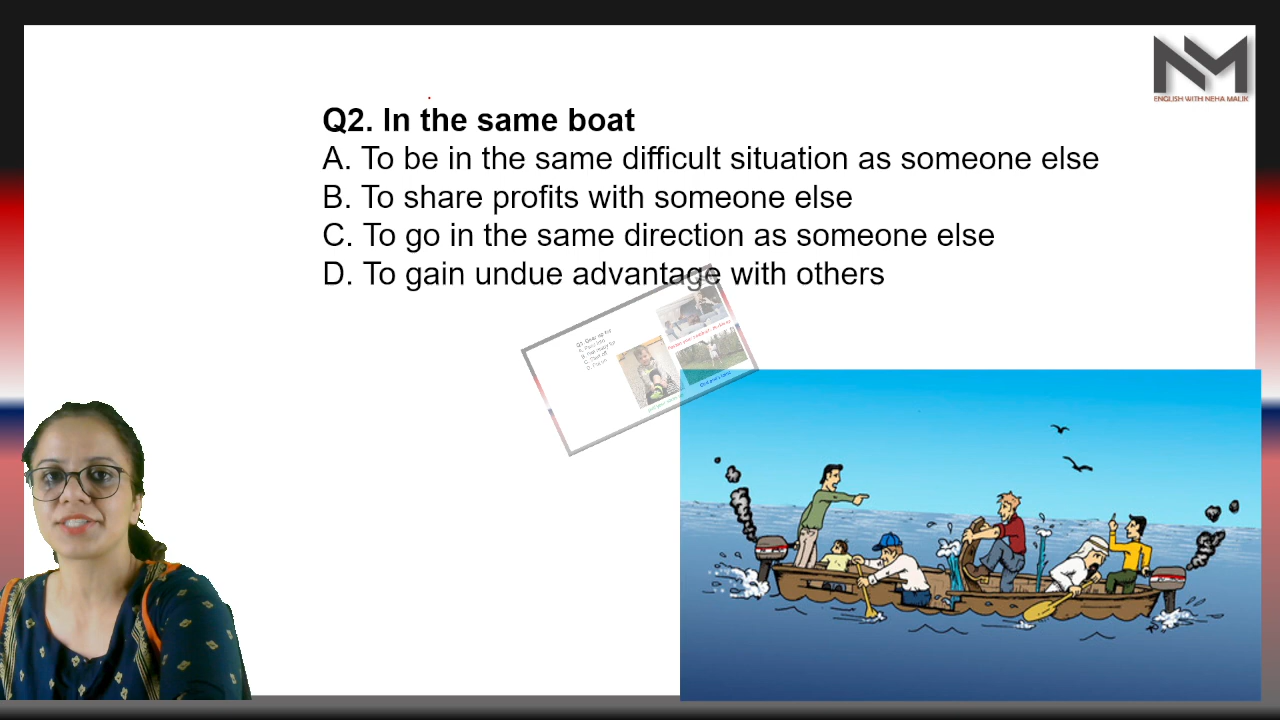 NM
ENGLISH WITH NEHA MALIK
Q2. In the same boat
A. To be in the same difficult situation as someone else
B. To share profits with someone else
C. To go in the same direction as someone else
D. To gain undue advantage with others